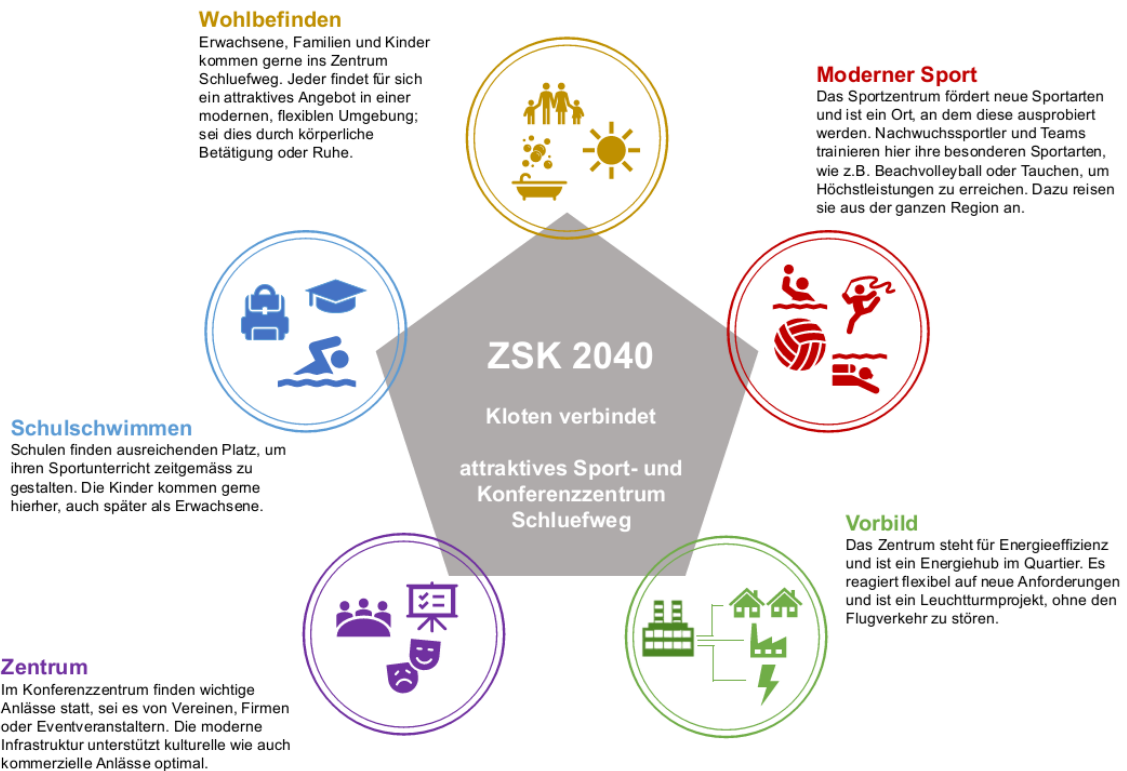 Wohlbefinden
Erwachsene, Familien und Kinder
kommen gerne ins Zentrum
Schluefweg. Jeder findet für sich
ein attraktives Angebot in einer
modernen, flexiblen Umgebung;
sei dies durch körperliche
Betätigung oder Ruhe.
Moderner Sport
Das Sportzentrum fördert neue Sportarten
und ist ein Ort, an dem diese ausprobiert
werden. Nachwuchssportler und Teams
trainieren hier ihre besonderen Sportarten,
wie z.B. Beachvolleyball oder Tauchen, um
Höchstleistungen zu erreichen. Dazu reisen
sie aus der ganzen Region an.
ZSK 2040
Kloten verbindet
attraktives Sport- und
Konferenzzentrum
Schluefweg
Schulschwimmen
Schulen finden ausreichenden Platz, um
ihren Sportunterricht zeitgemäss zu
gestalten. Die Kinder kommen gerne
hierher, auch später als Erwachsene.
Vorbild
Das Zentrum steht für Energieeffizienz
und ist ein Energiehub im Quartier. Es
reagiert flexibel auf neue Anforderungen
und ist ein Leuchtturmprojekt, ohne den
Flugverkehr zu stören.
Zentrum
Im Konferenzzentrum finden wichtige
Anlässe statt, sei es von Vereinen, Firmen
oder Eventveranstaltern. Die moderne
Infrastruktur unterstützt kulturelle wie auch
kommerzielle Anlässe optimal.